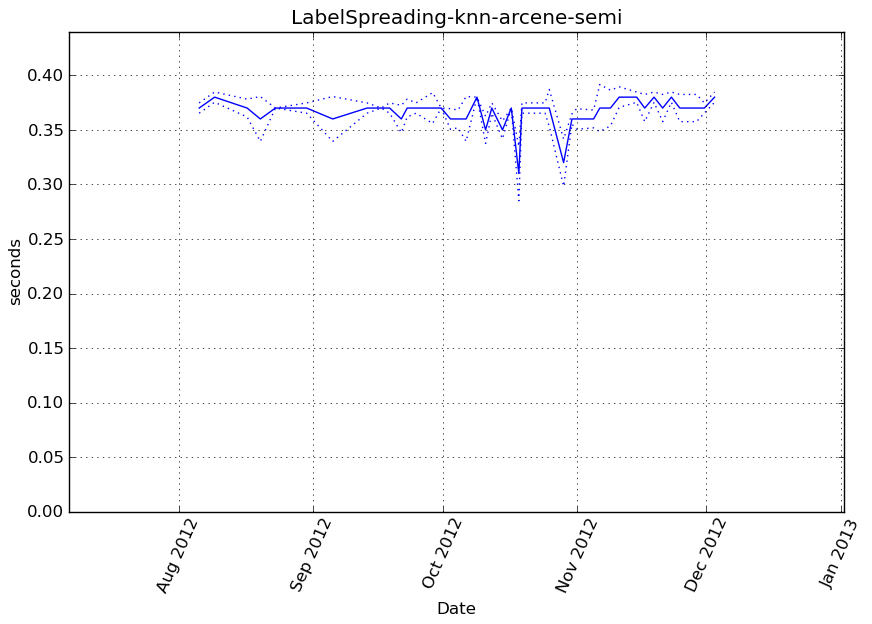 LabelSpreading-knn-arcene-semi
0.40
0.35
0.30
0.25
0.20
0.15
0.10
0.05
0.00
seconds
Aug 2012
Sep 2012
Oct 2012
Nov 2012
Dec 2012
Jan 2013
Date